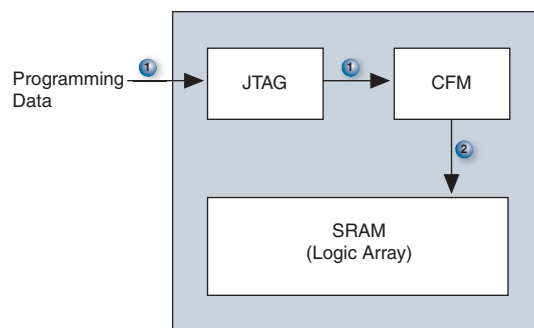 Programming
Data
1
JTAG
1
CFM
2
SRAM
(Logic Array)